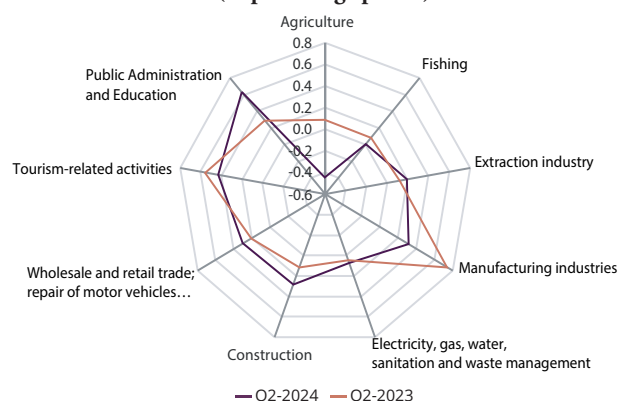 Agriculture
0.8
0.6
0.4
0.2
0.0
-0.2
-0.4
-0.6
Fishing
Extraction industry
Manufacturing industries
Electricity, gas, water,
sanitation and waste management
Construction
Wholesale and retail trade;
repair of motor vehicles…
Tourism-related activities
Public Administration
and Education
Q2-2024
Q2-2023